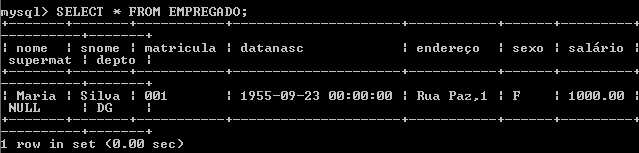 mysql> SELECT * FROM EMPREGADO;
+-------+-------+-----------+---------------------+-----------+------+---------+
-----------+-------+
| nome | snome | matricula | datanasc | endereço | sexo | salário |
supermat | depto |
+-------+-------+-----------+---------------------+-----------+------+---------+
-----------+-------+
| Maria | Silva | 001 | 1955-09-23 00:00:00 | Rua Paz,1 | F | 1000.00 |
NULL | DG |
+-------+-------+-----------+---------------------+-----------+------+---------+
-----------+-------+
1 row in set (0.00 sec)